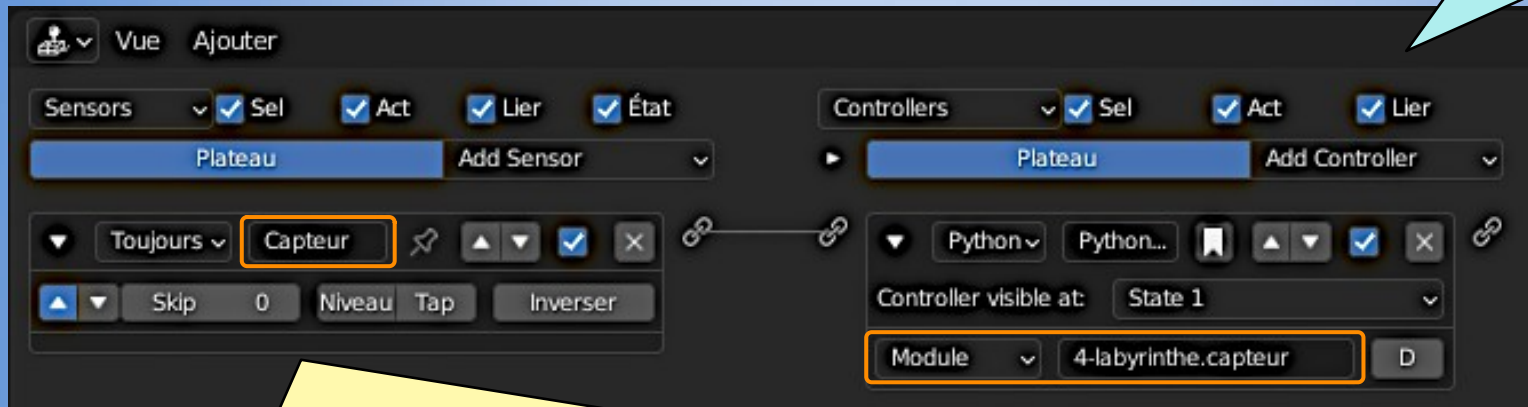 Vue Ajouter
Sensors Sel Act Lier État Controllers Sel Act Lier
Plateau Add Sensor Plateau Add Controller
Toujours Capteur Python Python...
Skip 0 Niveau Tap Inverser Controller visible at: State 1
Module 4-labyrinthe.capteur D